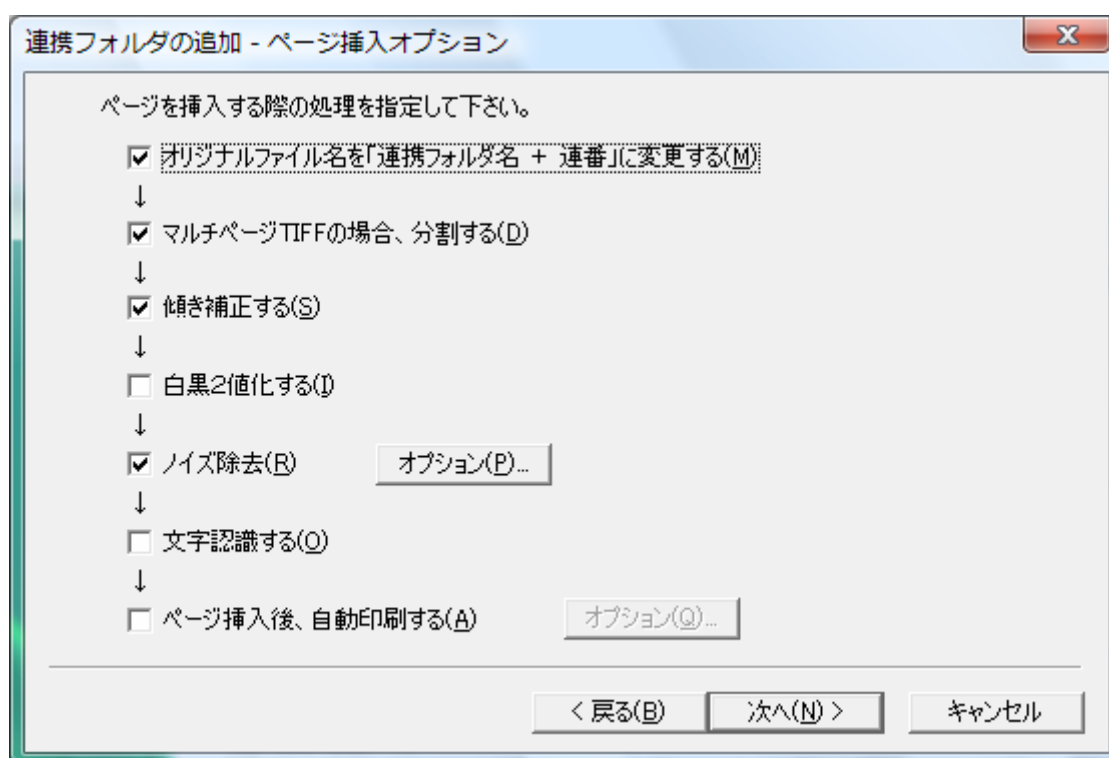 連携フォルダの追加 - ページ挿入オプション
ページを挿入する際の処理を指定して下さい。
オリジナルファイル名を「連携フォルダ名 + 連番」に変更する(M)
↓
マルチページTIFFの場合、分割する(D)
↓
傾き補正する(S)
↓
白黒2値化する(I)
↓
ノイズ除去(R) オプション(P)...
↓
文字認識する(O)
↓
ページ挿入後、自動印刷する(A) オプション(Q)...
< 戻る(B) 次へ(N) > キャンセル